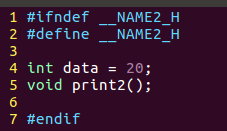 1 #ifndef __NAME2_H
2 #define __NAME2_H
3
4 int data = 20;
5 void print2();
6
7 #endif